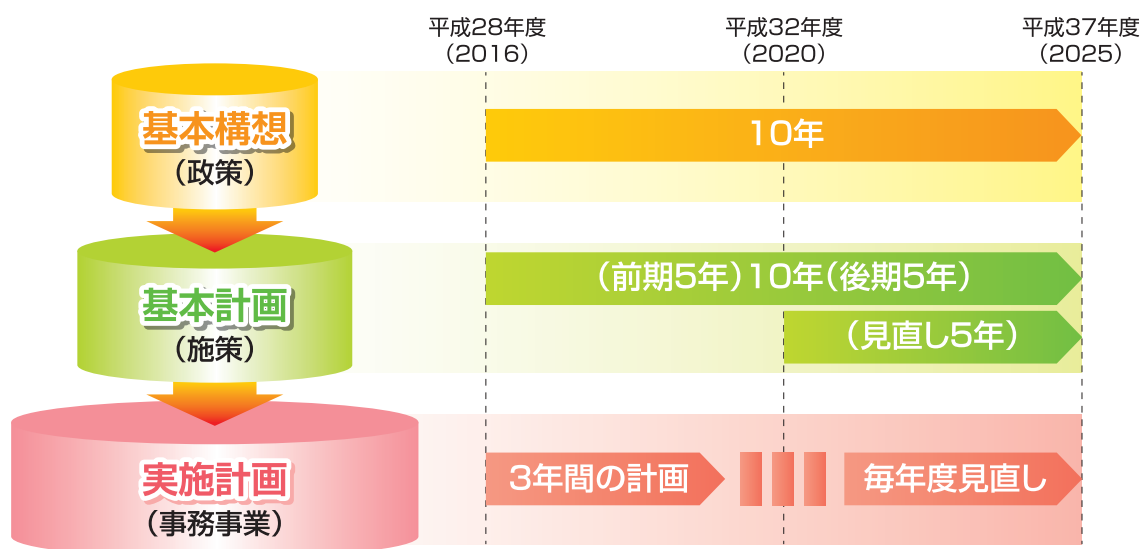 平成28年度
（2016）
平成32年度
（2020）
平成37年度
（2025）
基本構想
（政策）
10年
基本計画
（施策）
（前期5年）10年（後期5年）
（見直し5年）
実施計画
（事務事業）
3年間の計画
毎年度見直し